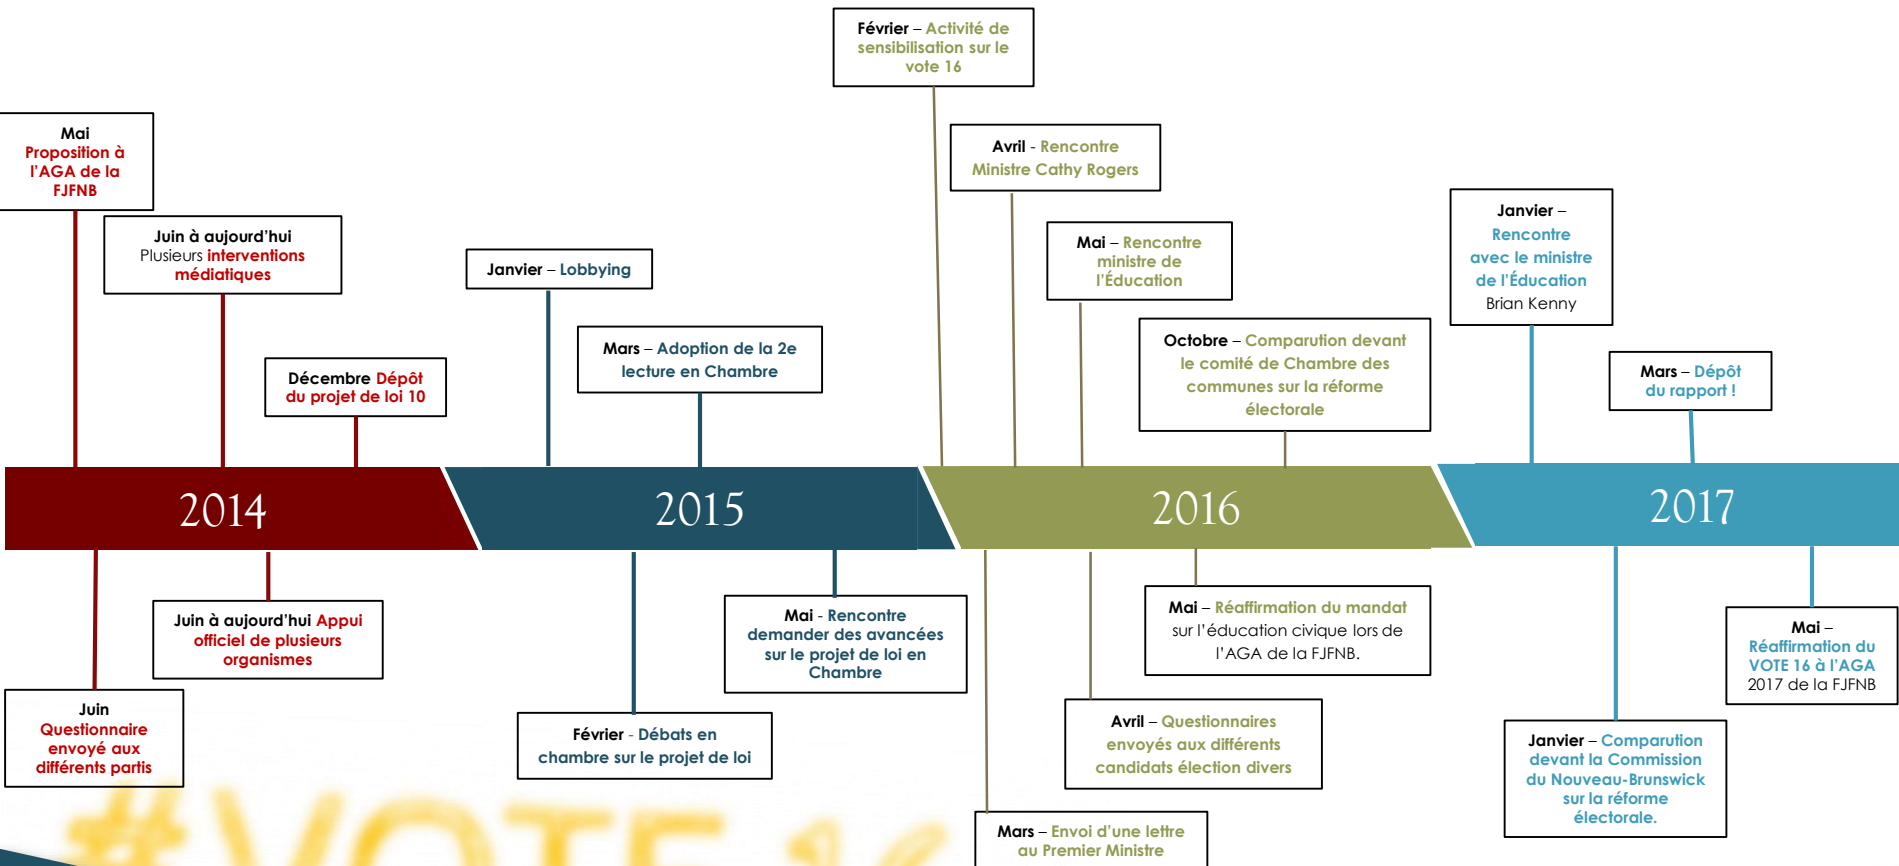 Février – Activité de
sensibilisation sur le
vote 16
Mai
Proposition à
l'AGA de la
FJFNB
Avril - Rencontre
Ministre Cathy Rogers
Juin à aujourd'hui
Plusieurs interventions
médiatiques
Janvier – Lobbying
Mai – Rencontre
ministre de
l'Éducation
Janvier –
Rencontre
avec le ministre
de l'Éducation
Brian Kenny
Décembre Dépôt
du projet de loi 10
Mars – Adoption de la 2e
lecture en Chambre
Octobre – Comparution devant
le comité de Chambre des
communes sur la réforme
électorale
Mars – Dépôt
du rapport !
2014
2015
2016
2017
Juin à aujourd'hui Appui
officiel de plusieurs
organismes
Mai - Rencontre
demander des avancées
sur le projet de loi en
Chambre
Mai – Réaffirmation du mandat
sur l'éducation civique lors de
l'AGA de la FJFNB.
Mai –
Réaffirmation du
VOTE 16 à l'AGA
2017 de la FJFNB
Juin
Questionnaire
envoyé aux
différents partis
Février - Débats en
chambre sur le projet de loi
Avril – Questionnaires
envoyés aux différents
candidats élection divers
Janvier – Comparution
devant la Commission
du Nouveau-Brunswick
sur la réforme
électorale.
Mars – Envoi d'une lettre
au Premier Ministre
#VOTE 16